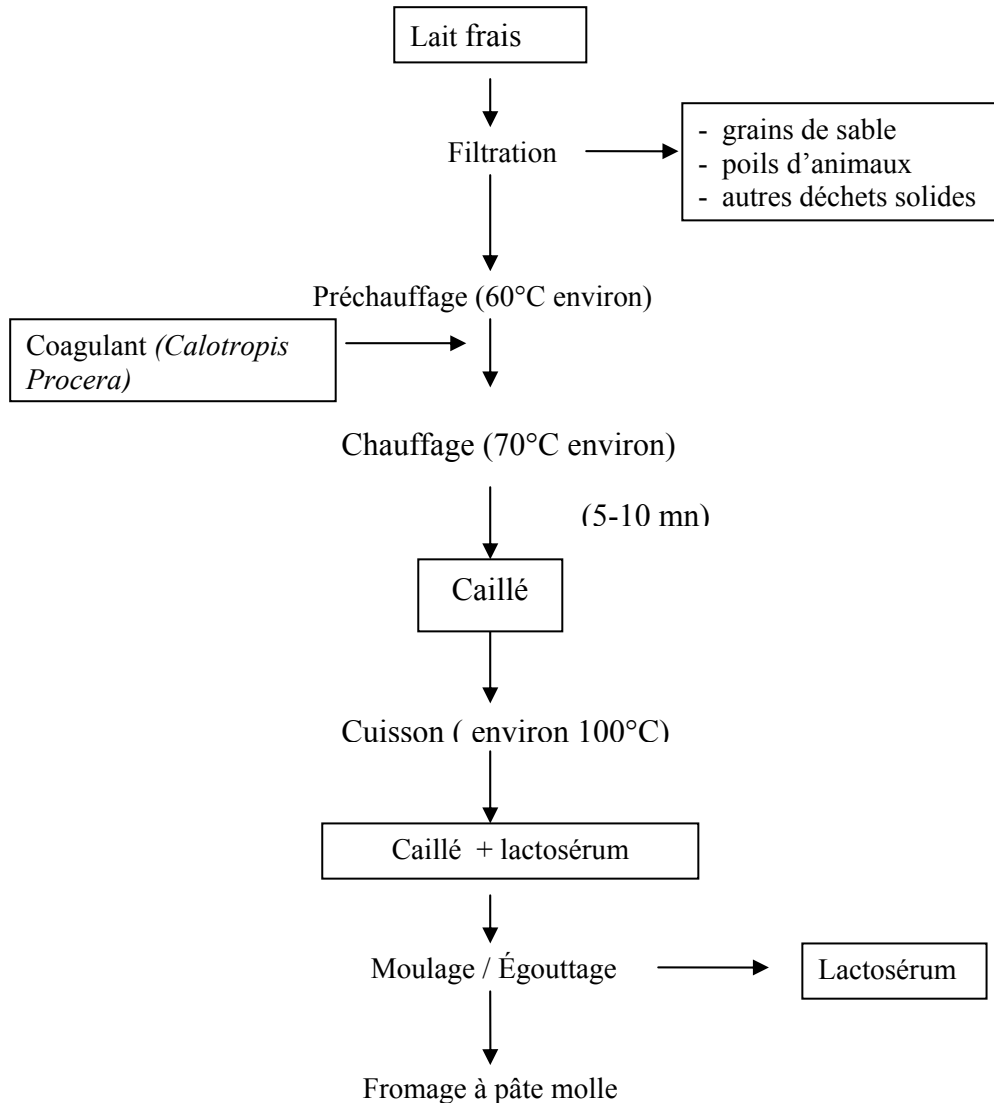 Lait frais
Filtration
- grains de sable
- poils d'animaux
- autres déchets solides
Préchauffage (60°C environ)
Coagulant (Calotropis
Procera)
Chauffage (70°C environ)
(5-10 mn)
Caillé
Cuisson ( environ 100°C)
Caillé + lactosérum
Moulage / Égouttage
Lactosérum
Fromage à pâte molle